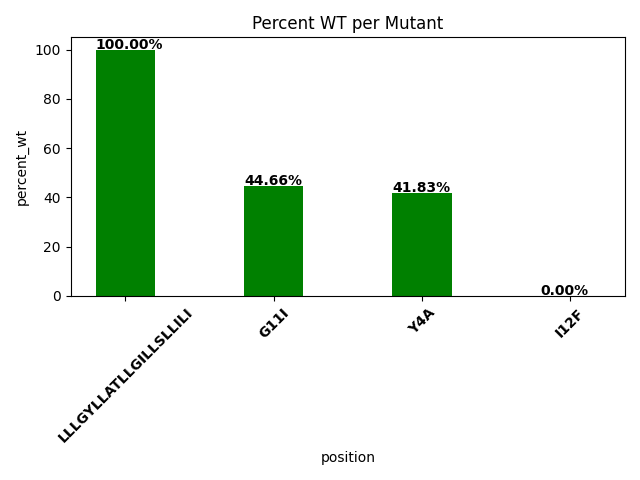 Percent WT per Mutant
percent_wt
100
80
60
40
20
0
100.00%
44.66%
41.83%
0.00%
LLLGYLLATLLGILLSLLILI
G11I
Y4A
I12F
position